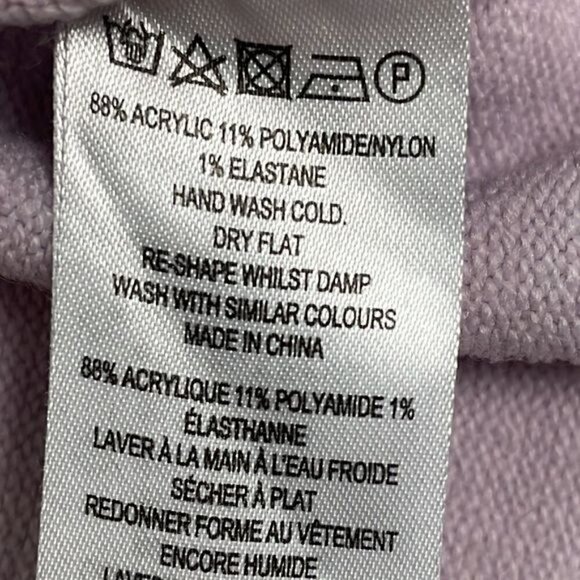 P
88% ACRYLIC 11% POLYAMIDE/NYLON
1% ELASTANE
HAND WASH COLD.
DRY FLAT
RE-SHAPE WHILST DAMP
WASH WITH SIMILAR COLOURS
MADE IN CHINA
88% ACRYLIQUE 11% POLYAMIDE 1%
ÉLASTHANNE
LAVER À LA MAIN À L'EAU FROIDE
SÉCHER À PLAT
REDONNER FORME AU VÊTEMENT
ENCORE HUMIDE